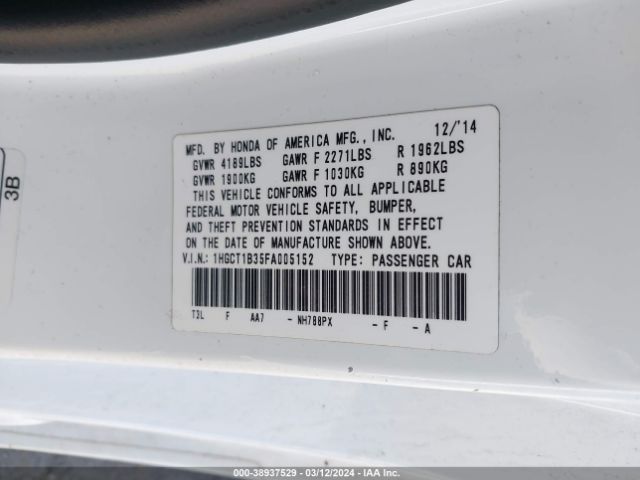 MFD. BY HONDA OF AMERICA MFG., INC. 12/'14
GVWR 4189LBS GAWR F 2271LBS R 1962LBS
GVWR 1900KG GAWR F 1030KG R 890KG
THIS VEHICLE CONFORMS TO ALL APPLICABLE
FEDERAL MOTOR VEHICLE SAFETY, BUMPER,
AND THEFT PREVENTION STANDARDS IN EFFECT
ON THE DATE OF MANUFACTURE SHOWN ABOVE.
V.I.N.: 1HGCT1B35FA005152 TYPE: PASSENGER CAR
T3L F AA7 - NH788PX - F - A
3B
000-38937529 - 03/12/2024 - IAA Inc.